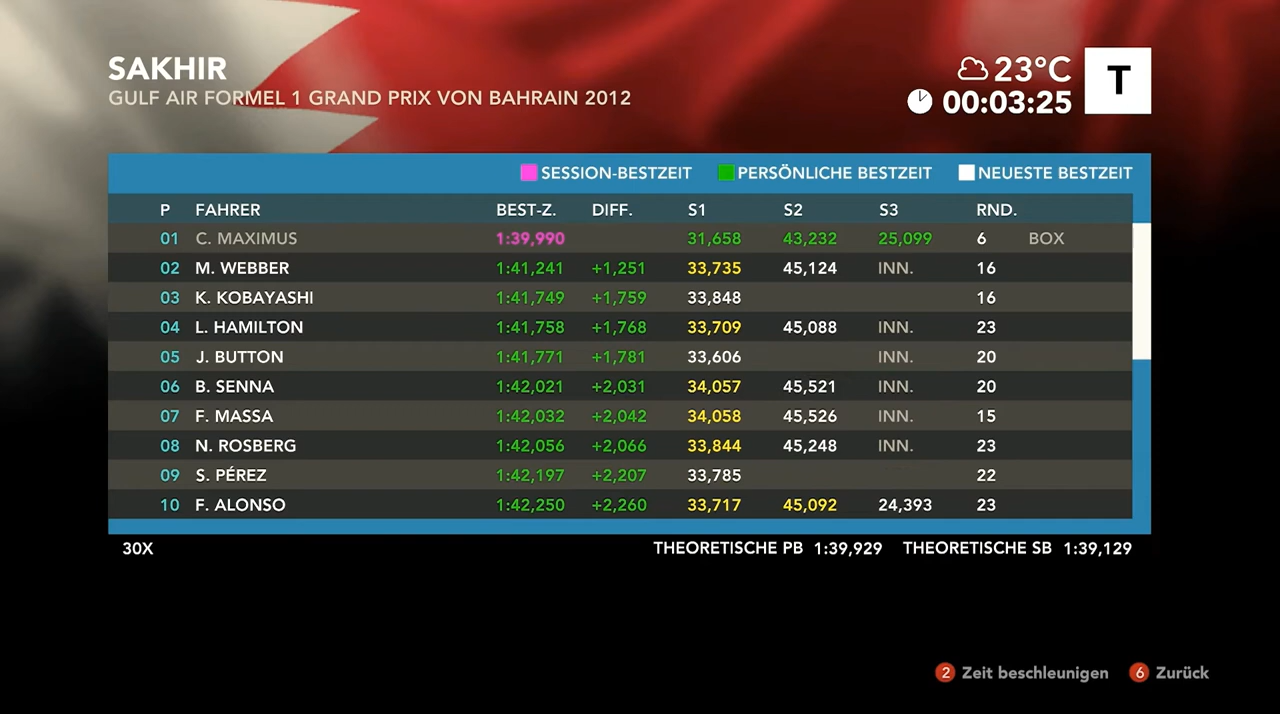 SAKHIR
GULF AIR FORMEL 1 GRAND PRIX VON BAHRAIN 2012
23°C
00:03:25
T
SESSION-BESTZEIT PERSÖNLICHE BESTZEIT NEUESTE BESTZEIT
P FAHRER BEST-Z. DIFF. S1 S2 S3 RND.
01 C. MAXIMUS 1:39,990 31,658 43,232 25,099 6 BOX
02 M. WEBBER 1:41,241 +1,251 33,735 45,124 INN. 16
03 K. KOBAYASHI 1:41,749 +1,759 33,848 16
04 L. HAMILTON 1:41,758 +1,768 33,709 45,088 INN. 23
05 J. BUTTON 1:41,771 +1,781 33,606 INN. 20
06 B. SENNA 1:42,021 +2,031 34,057 45,521 INN. 20
07 F. MASSA 1:42,032 +2,042 34,058 45,526 INN. 15
08 N. ROSBERG 1:42,056 +2,066 33,844 45,248 INN. 23
09 S. PÉREZ 1:42,197 +2,207 33,785 22
10 F. ALONSO 1:42,250 +2,260 33,717 45,092 24,393 23
30X THEORETISCHE PB 1:39,929 THEORETISCHE SB 1:39,129
2 Zeit beschleunigen 6 Zurück